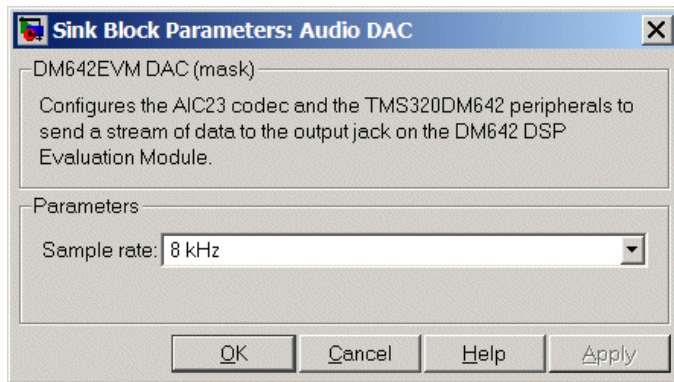 Sink Block Parameters: Audio DAC
DM642EVM DAC (mask)
Configures the AIC23 codec and the TMS320DM642 peripherals to
send a stream of data to the output jack on the DM642 DSP
Evaluation Module.
Parameters
Sample rate: 8 kHz
OK Cancel Help Apply